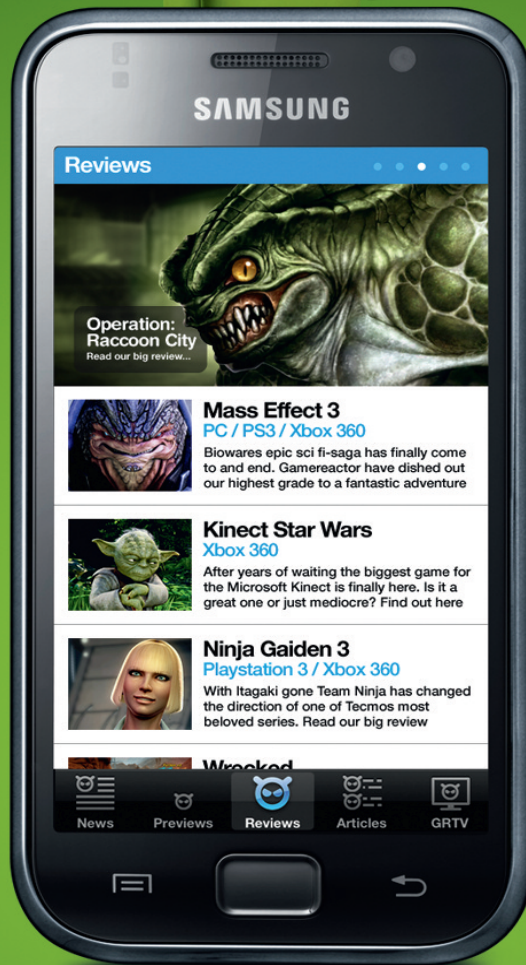 SAMSUNG
Reviews
Operation:
Raccoon City
Read our big review...
Mass Effect 3
PC / PS3 / Xbox 360
Biowares epic sci fi-saga has finally come
to and end. Gamereactor have dished out
our highest grade to a fantastic adventure
Kinect Star Wars
Xbox 360
After years of waiting the biggest game for
the Microsoft Kinect is finally here. Is it a
great one or just mediocre? Find out here
Ninja Gaiden 3
Playstation 3 / Xbox 360
With Itagaki gone Team Ninja has changed
the direction of one of Tecmos most
beloved series. Read our big review
Wrecked
News Previews Reviews Articles GRTV